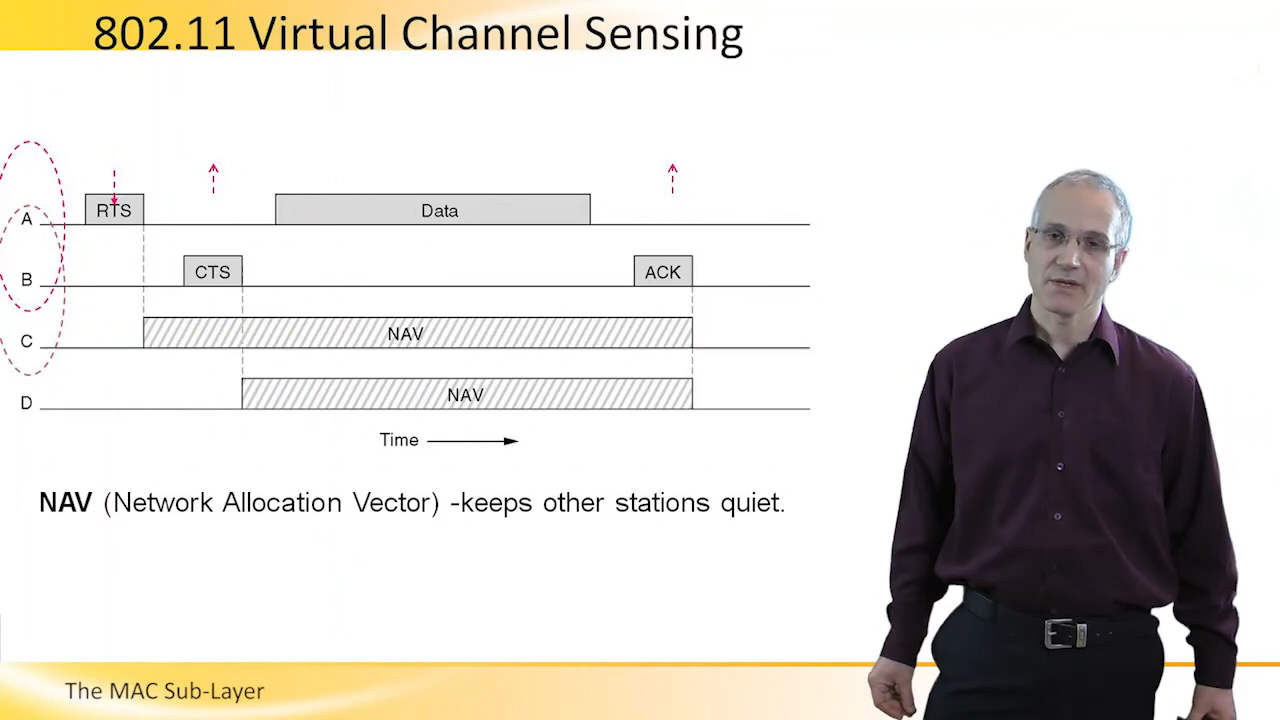 802.11 Virtual Channel Sensing
A
RTS
Data
B
CTS
ACK
C
NAV
D
NAV
Time
NAV (Network Allocation Vector) -keeps other stations quiet.
The MAC Sub-Layer